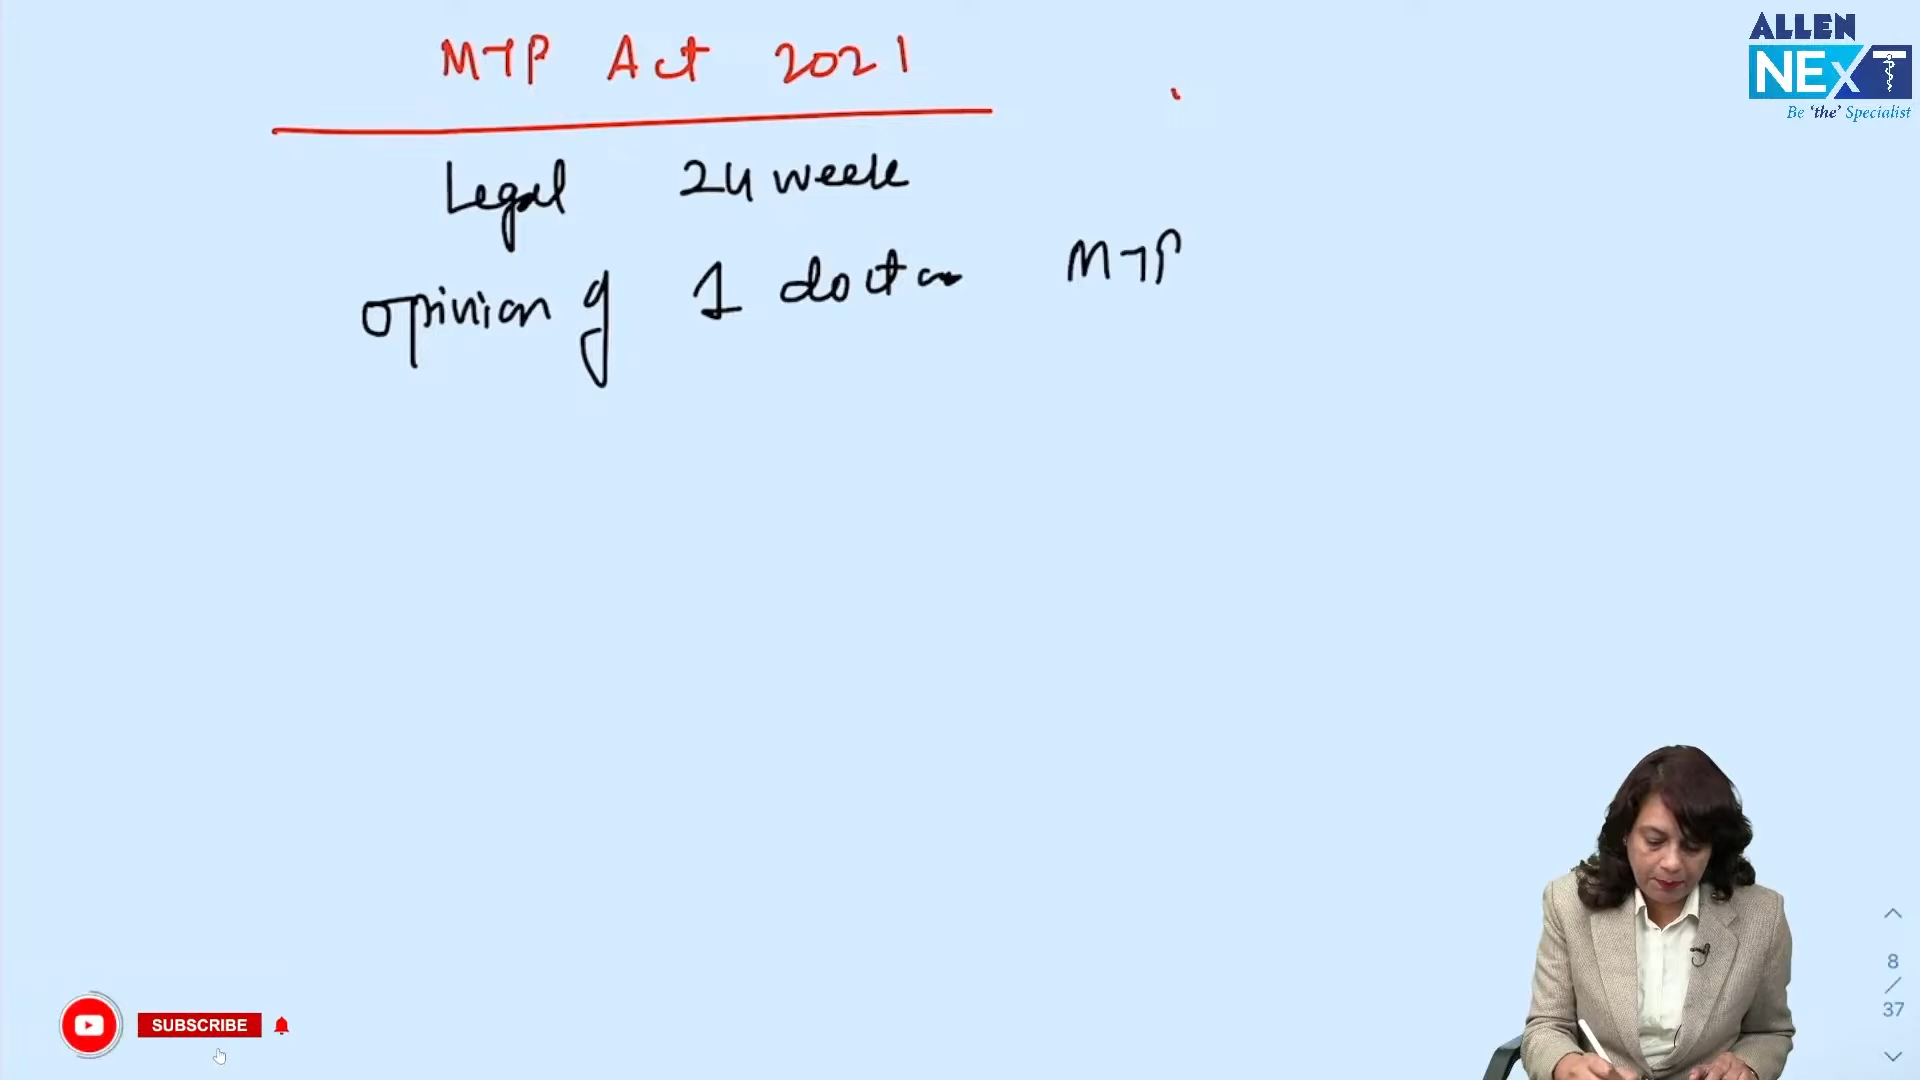 MTP Act 2021
Legal 24 week
opinion of 1 doctor MTP
ALLEN
NEXT
Be 'the' Specialist
SUBSCRIBE
8
/
37